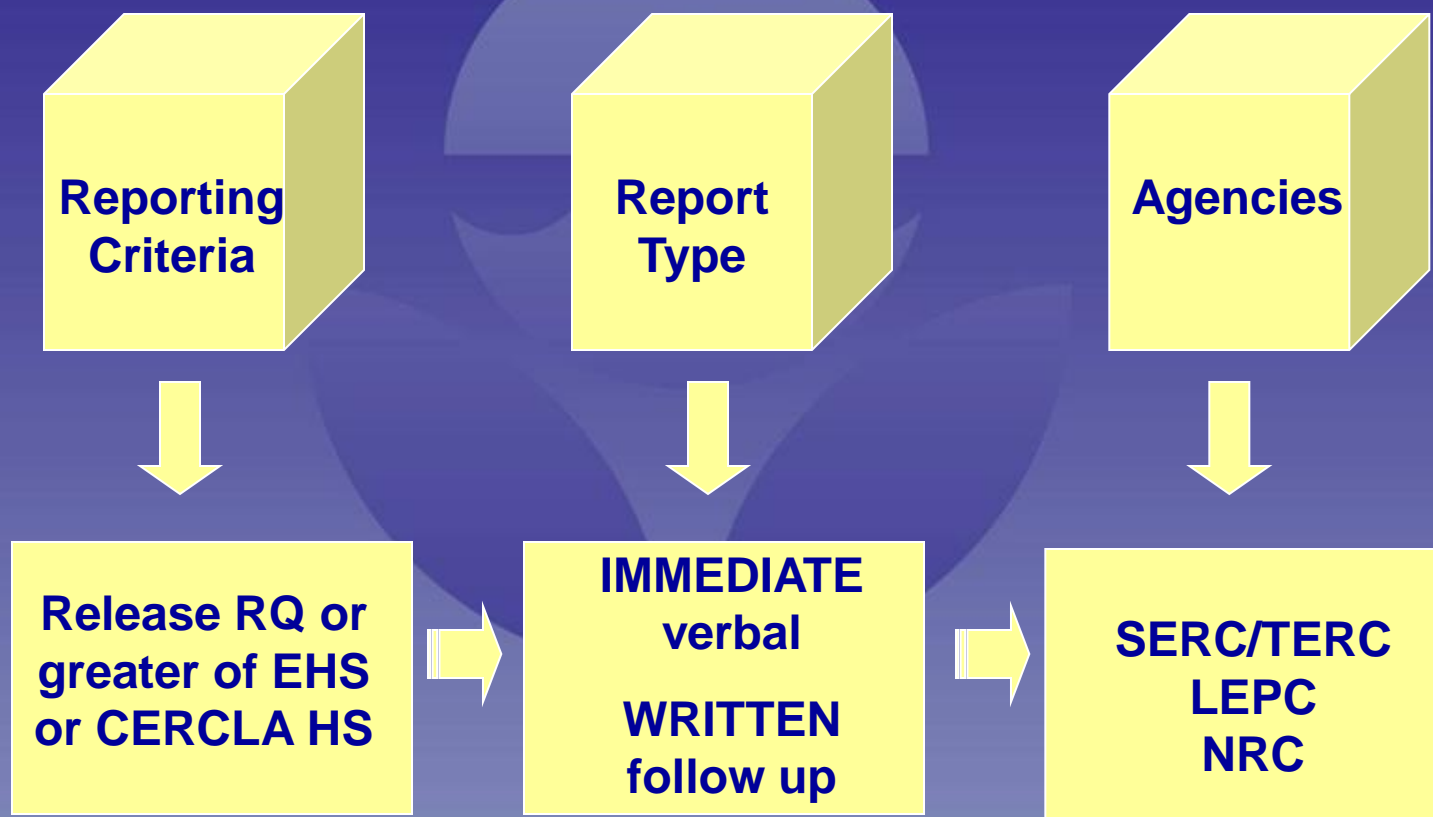 Reporting
Criteria
Report
Type
Agencies
Release RQ or
greater of EHS
or CERCLA HS
IMMEDIATE
verbal
WRITTEN
follow up
SERC/TERC
LEPC
NRC